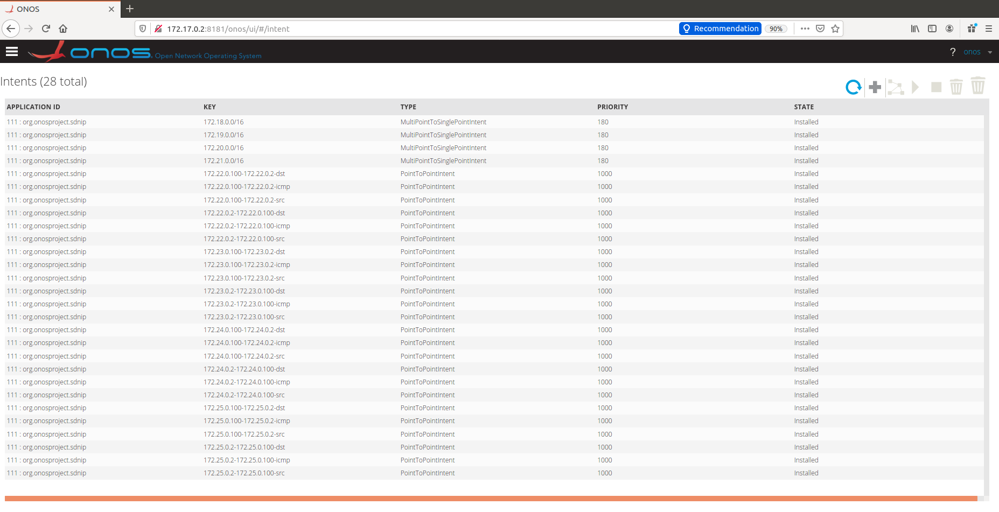 ONOS
172.17.0.2:8181/onos/ui/#/intent
Recommendation
90%
onos Open Network Operating System
? onos
Intents (28 total)
APPLICATION ID KEY TYPE PRIORITY STATE
111 : org.onosproject.sdnip 172.18.0.0/16 MultiPointToSinglePointIntent 180 Installed
111 : org.onosproject.sdnip 172.19.0.0/16 MultiPointToSinglePointIntent 180 Installed
111 : org.onosproject.sdnip 172.20.0.0/16 MultiPointToSinglePointIntent 180 Installed
111 : org.onosproject.sdnip 172.21.0.0/16 MultiPointToSinglePointIntent 180 Installed
111 : org.onosproject.sdnip 172.22.0.100-172.22.0.2-dst PointToPointIntent 1000 Installed
111 : org.onosproject.sdnip 172.22.0.100-172.22.0.2-icmp PointToPointIntent 1000 Installed
111 : org.onosproject.sdnip 172.22.0.100-172.22.0.2-src PointToPointIntent 1000 Installed
111 : org.onosproject.sdnip 172.22.0.2-172.22.0.100-dst PointToPointIntent 1000 Installed
111 : org.onosproject.sdnip 172.22.0.2-172.22.0.100-icmp PointToPointIntent 1000 Installed
111 : org.onosproject.sdnip 172.22.0.2-172.22.0.100-src PointToPointIntent 1000 Installed
111 : org.onosproject.sdnip 172.23.0.100-172.23.0.2-dst PointToPointIntent 1000 Installed
111 : org.onosproject.sdnip 172.23.0.100-172.23.0.2-icmp PointToPointIntent 1000 Installed
111 : org.onosproject.sdnip 172.23.0.100-172.23.0.2-src PointToPointIntent 1000 Installed
111 : org.onosproject.sdnip 172.23.0.2-172.23.0.100-dst PointToPointIntent 1000 Installed
111 : org.onosproject.sdnip 172.23.0.2-172.23.0.100-icmp PointToPointIntent 1000 Installed
111 : org.onosproject.sdnip 172.23.0.2-172.23.0.100-src PointToPointIntent 1000 Installed
111 : org.onosproject.sdnip 172.24.0.100-172.24.0.2-dst PointToPointIntent 1000 Installed
111 : org.onosproject.sdnip 172.24.0.100-172.24.0.2-icmp PointToPointIntent 1000 Installed
111 : org.onosproject.sdnip 172.24.0.100-172.24.0.2-src PointToPointIntent 1000 Installed
111 : org.onosproject.sdnip 172.24.0.2-172.24.0.100-dst PointToPointIntent 1000 Installed
111 : org.onosproject.sdnip 172.24.0.2-172.24.0.100-icmp PointToPointIntent 1000 Installed
111 : org.onosproject.sdnip 172.24.0.2-172.24.0.100-src PointToPointIntent 1000 Installed
111 : org.onosproject.sdnip 172.25.0.100-172.25.0.2-dst PointToPointIntent 1000 Installed
111 : org.onosproject.sdnip 172.25.0.100-172.25.0.2-icmp PointToPointIntent 1000 Installed
111 : org.onosproject.sdnip 172.25.0.100-172.25.0.2-src PointToPointIntent 1000 Installed
111 : org.onosproject.sdnip 172.25.0.2-172.25.0.100-dst PointToPointIntent 1000 Installed
111 : org.onosproject.sdnip 172.25.0.2-172.25.0.100-icmp PointToPointIntent 1000 Installed
111 : org.onosproject.sdnip 172.25.0.2-172.25.0.100-src PointToPointIntent 1000 Installed